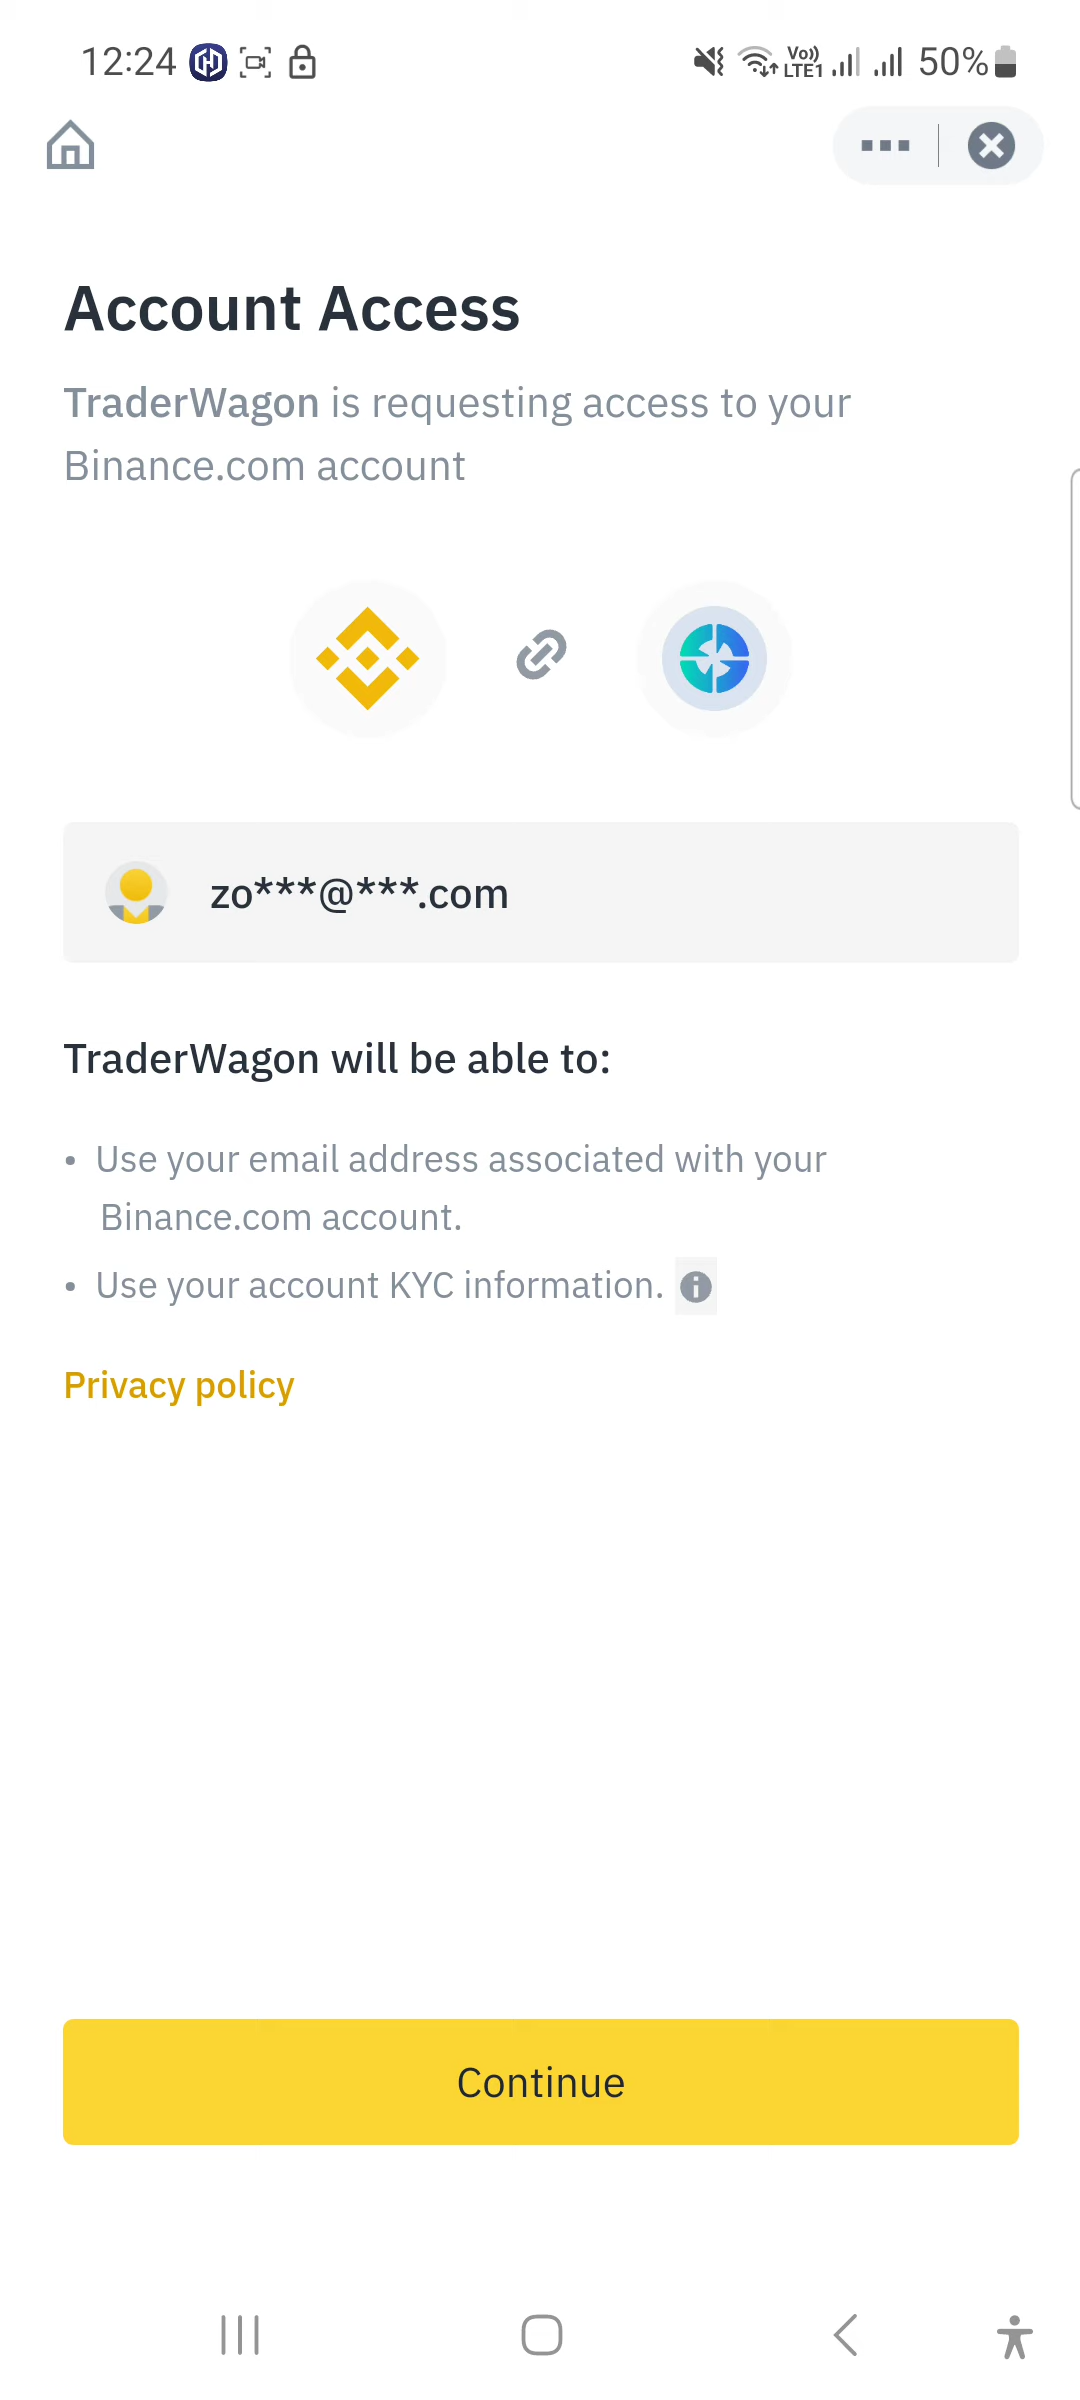 12:24
Vo))
LTE1
50%
Account Access
TraderWagon is requesting access to your
Binance.com account
zo***@***.com
TraderWagon will be able to:
• Use your email address associated with your
Binance.com account.
• Use your account KYC information.
Privacy policy
Continue